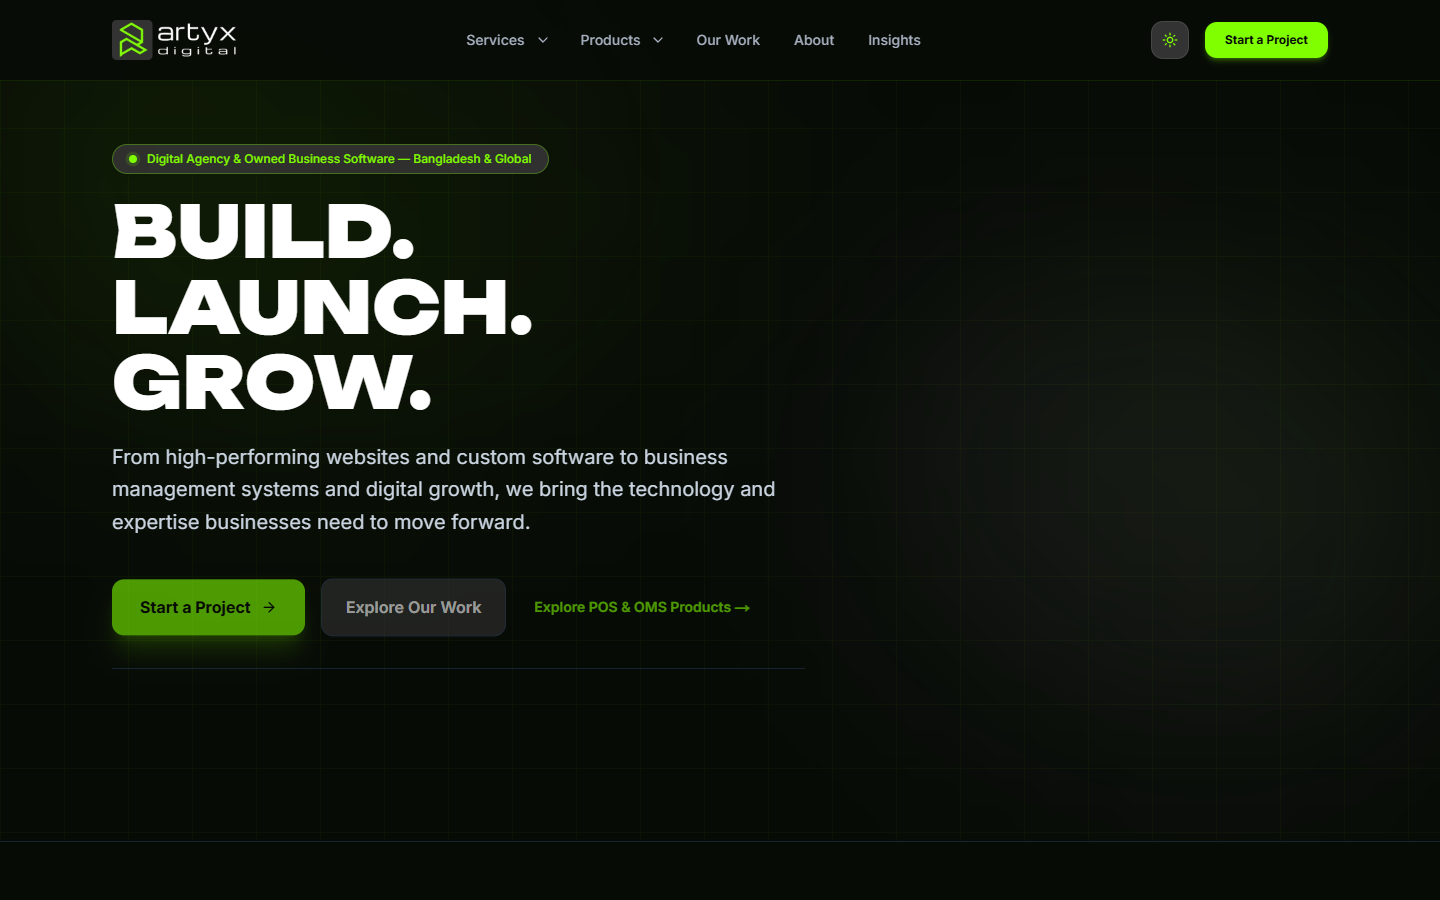 artyx
digital
Services
Products
Our Work
About
Insights
Start a Project
Digital Agency & Owned Business Software — Bangladesh & Global
BUILD.
LAUNCH.
GROW.
From high-performing websites and custom software to business
management systems and digital growth, we bring the technology and
expertise businesses need to move forward.
Start a Project →
Explore Our Work
Explore POS & OMS Products →